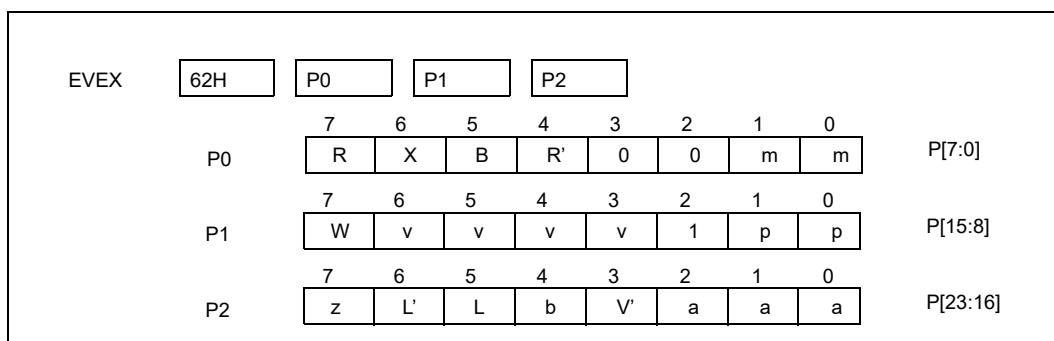 EVEX 62H P0 P1 P2
7 6 5 4 3 2 1 0
P0 R X B R’ 0 0 m m P[7:0]
7 6 5 4 3 2 1 0
P1 W v v v v 1 p p P[15:8]
7 6 5 4 3 2 1 0
P2 z L’ L b V’ a a a P[23:16]